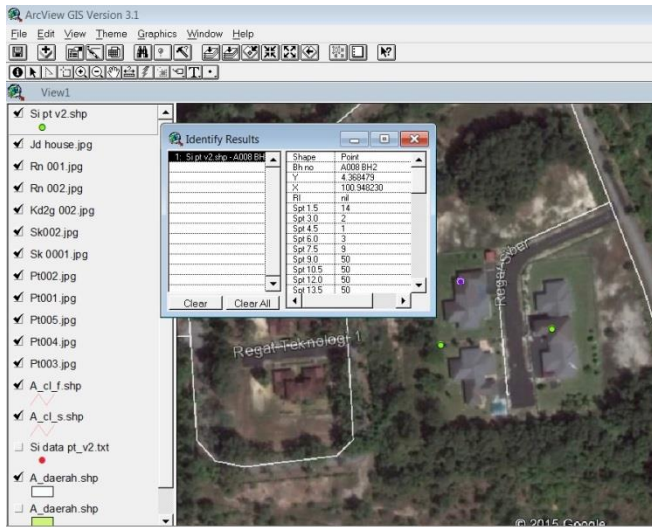 ArcView GIS Version 3.1
File Edit View Theme Graphics Window Help
View1
Si pt v2.shp
Jd house.jpg
Rn 001.jpg
Rn 002.jpg
Kd2g 002.jpg
Sk002.jpg
Sk 0001.jpg
Pt002.jpg
Pt001.jpg
Pt005.jpg
Pt004.jpg
Pt003.jpg
A_cl_f.shp
A_cl_s.shp
Si data pt_v2.txt
A_daerah.shp
A_daerah.shp
Identify Results
1: Si pt v2.shp - A008 BH
Shape Point
Bh no A008 BH2
Y 4.368479
X 100.948230
Rl nil
Spt 1.5 14
Spt 3.0 2
Spt 4.5 1
Spt 6.0 3
Spt 7.5 9
Spt 9.0 50
Spt 10.5 50
Spt 12.0 50
Spt 13.5 50
Clear Clear All
Regat Teknologi 1
Regat Siber
© 2015 Google